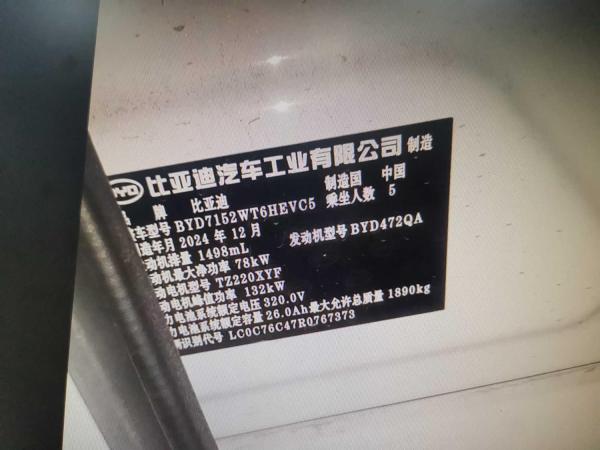 BYD 比亚迪汽车工业有限公司 制造
牌 比亚迪 制造国 中国
车型号 BYD7152WT6HEVC5 乘坐人数 5
造年月 2024 年 12 月 发动机型号 BYD472QA
动机排量 1498mL
动机最大净功率 78kW
动电机型号 TZ220XYF
动电机峰值功率 132kW
力电池系统额定电压 320.0V
力电池系统额定容量 26.0Ah 最大允许总质量 1890kg
识别代号 LC0C76C47R0767373